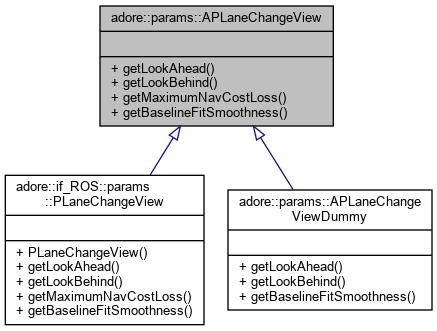 adore::params::APLaneChangeView
+ getLookAhead()
+ getLookBehind()
+ getMaximumNavCostLoss()
+ getBaselineFitSmoothness()
adore::if_ROS::params
::PLaneChangeView
+ PLaneChangeView()
+ getLookAhead()
+ getLookBehind()
+ getMaximumNavCostLoss()
+ getBaselineFitSmoothness()
adore::params::APLaneChange
ViewDummy
+ getLookAhead()
+ getLookBehind()
+ getBaselineFitSmoothness()